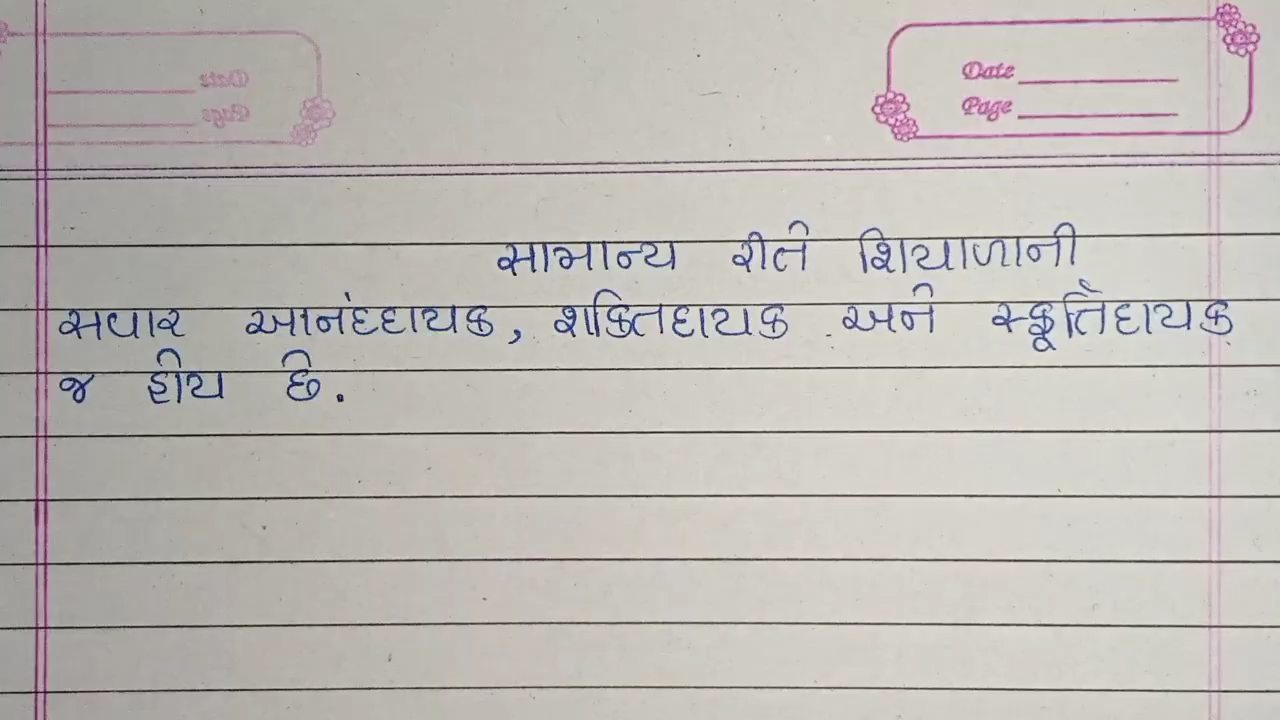 Date
Page
સામાન્ય રીતે શિયાળાની
સવાર આનંદદાયક, શક્તિદાયક અને સ્ફૂર્તિદાયક
જ હોય છે.